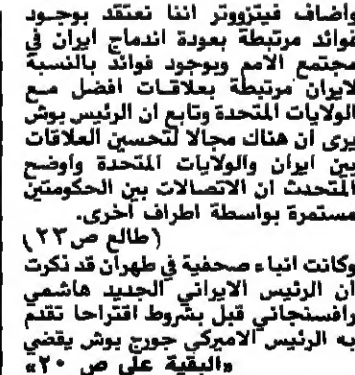 وأضاف فيتزووتر اننا نعتقد بوجود
فوائد مرتبطة بعودة اندماج ايران في
مجتمع الامم وبوجود فوائد بالنسبة
لايران مرتبطة بعلاقات افضل مع
الولايات المتحدة وتابع ان الرئيس بوش
يرى ان هناك مجالا لتحسين العلاقات
بين ايران والولايات المتحدة واوضح
المتحدث ان الاتصالات بين الحكومتين
مستمرة بواسطة اطراف اخرى.
(طالع ص ٢٣)
وكانت انباء صحفية في طهران قد ذكرت
ان الرئيس الايراني الجديد هاشمي
رافسنجاني قبل بشروط اقتراحا تقدم
به الرئيس الاميركي جورج بوش يقضي
«البقية على ص ٢٠»